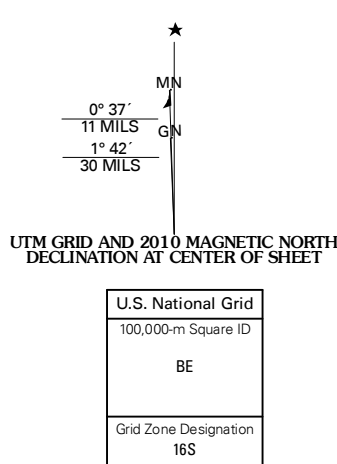 ★
MN
0° 37´
11 MILS
GN
1° 42´
30 MILS
UTM GRID AND 2010 MAGNETIC NORTH
DECLINATION AT CENTER OF SHEET
U.S. National Grid
100,000-m Square ID
BE
Grid Zone Designation
16S